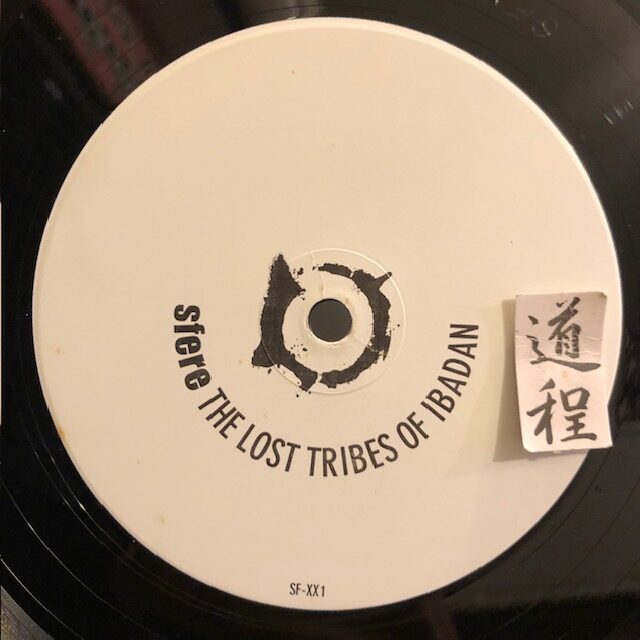 sfere THE LOST TRIBES OF IBADAN
道
程
SF-XX1